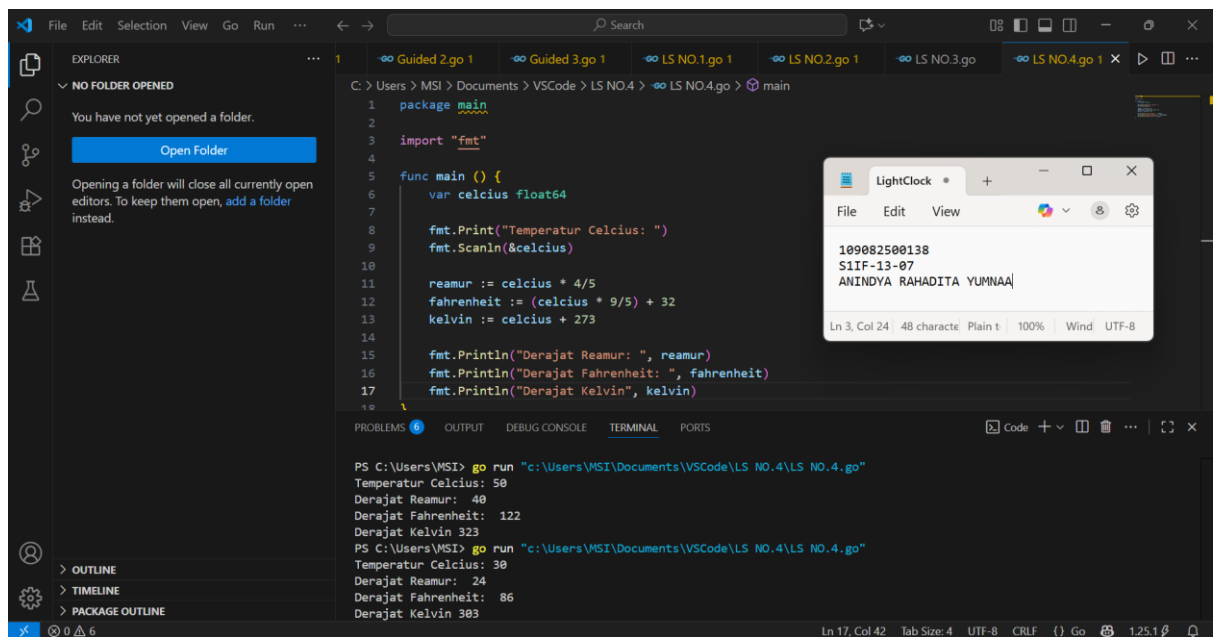 File Edit Selection View Go Run ... Search
EXPLORER ...
NO FOLDER OPENED
You have not yet opened a folder.
Open Folder
Opening a folder will close all currently open
editors. To keep them open, add a folder
instead.
OUTLINE
TIMELINE
PACKAGE OUTLINE
1 Guided 2.go 1 Guided 3.go 1 LS NO.1.go 1 LS NO.2.go 1 LS NO.3.go LS NO.4.go 1
C: > Users > MSI > Documents > VSCode > LS NO.4 > LS NO.4.go > main
1 package main
2
3 import "fmt"
4
5 func main () {
6 var celcius float64
7
8 fmt.Print("Temperatur Celcius: ")
9 fmt.Scanln(&celcius)
10
11 reamur := celcius * 4/5
12 fahrenheit := (celcius * 9/5) + 32
13 kelvin := celcius + 273
14
15 fmt.Println("Derajat Reamur: ", reamur)
16 fmt.Println("Derajat Fahrenheit: ", fahrenheit)
17 fmt.Println("Derajat Kelvin", kelvin)
18 }
LightClock
File Edit View
109082500138
S1IF-13-07
ANINDYA RAHADITA YUMNAA
Ln 3, Col 24 48 characte Plain t 100% Wind UTF-8
PROBLEMS 6 OUTPUT DEBUG CONSOLE TERMINAL PORTS Code
PS C:\Users\MSI> go run "c:\Users\MSI\Documents\VSCode\LS NO.4\LS NO.4.go"
Temperatur Celcius: 50
Derajat Reamur:  40
Derajat Fahrenheit:  122
Derajat Kelvin 323
PS C:\Users\MSI> go run "c:\Users\MSI\Documents\VSCode\LS NO.4\LS NO.4.go"
Temperatur Celcius: 30
Derajat Reamur:  24
Derajat Fahrenheit:  86
Derajat Kelvin 303
0 6 Ln 17, Col 42 Tab Size: 4 UTF-8 CRLF {} Go 1.25.1